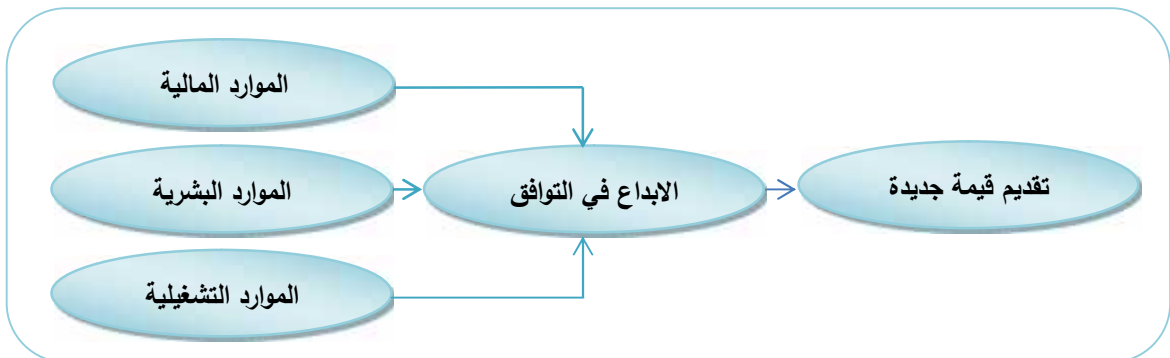 الموارد المالية
الموارد البشرية
الابداع في التوافق
تقديم قيمة جديدة
الموارد التشغيلية